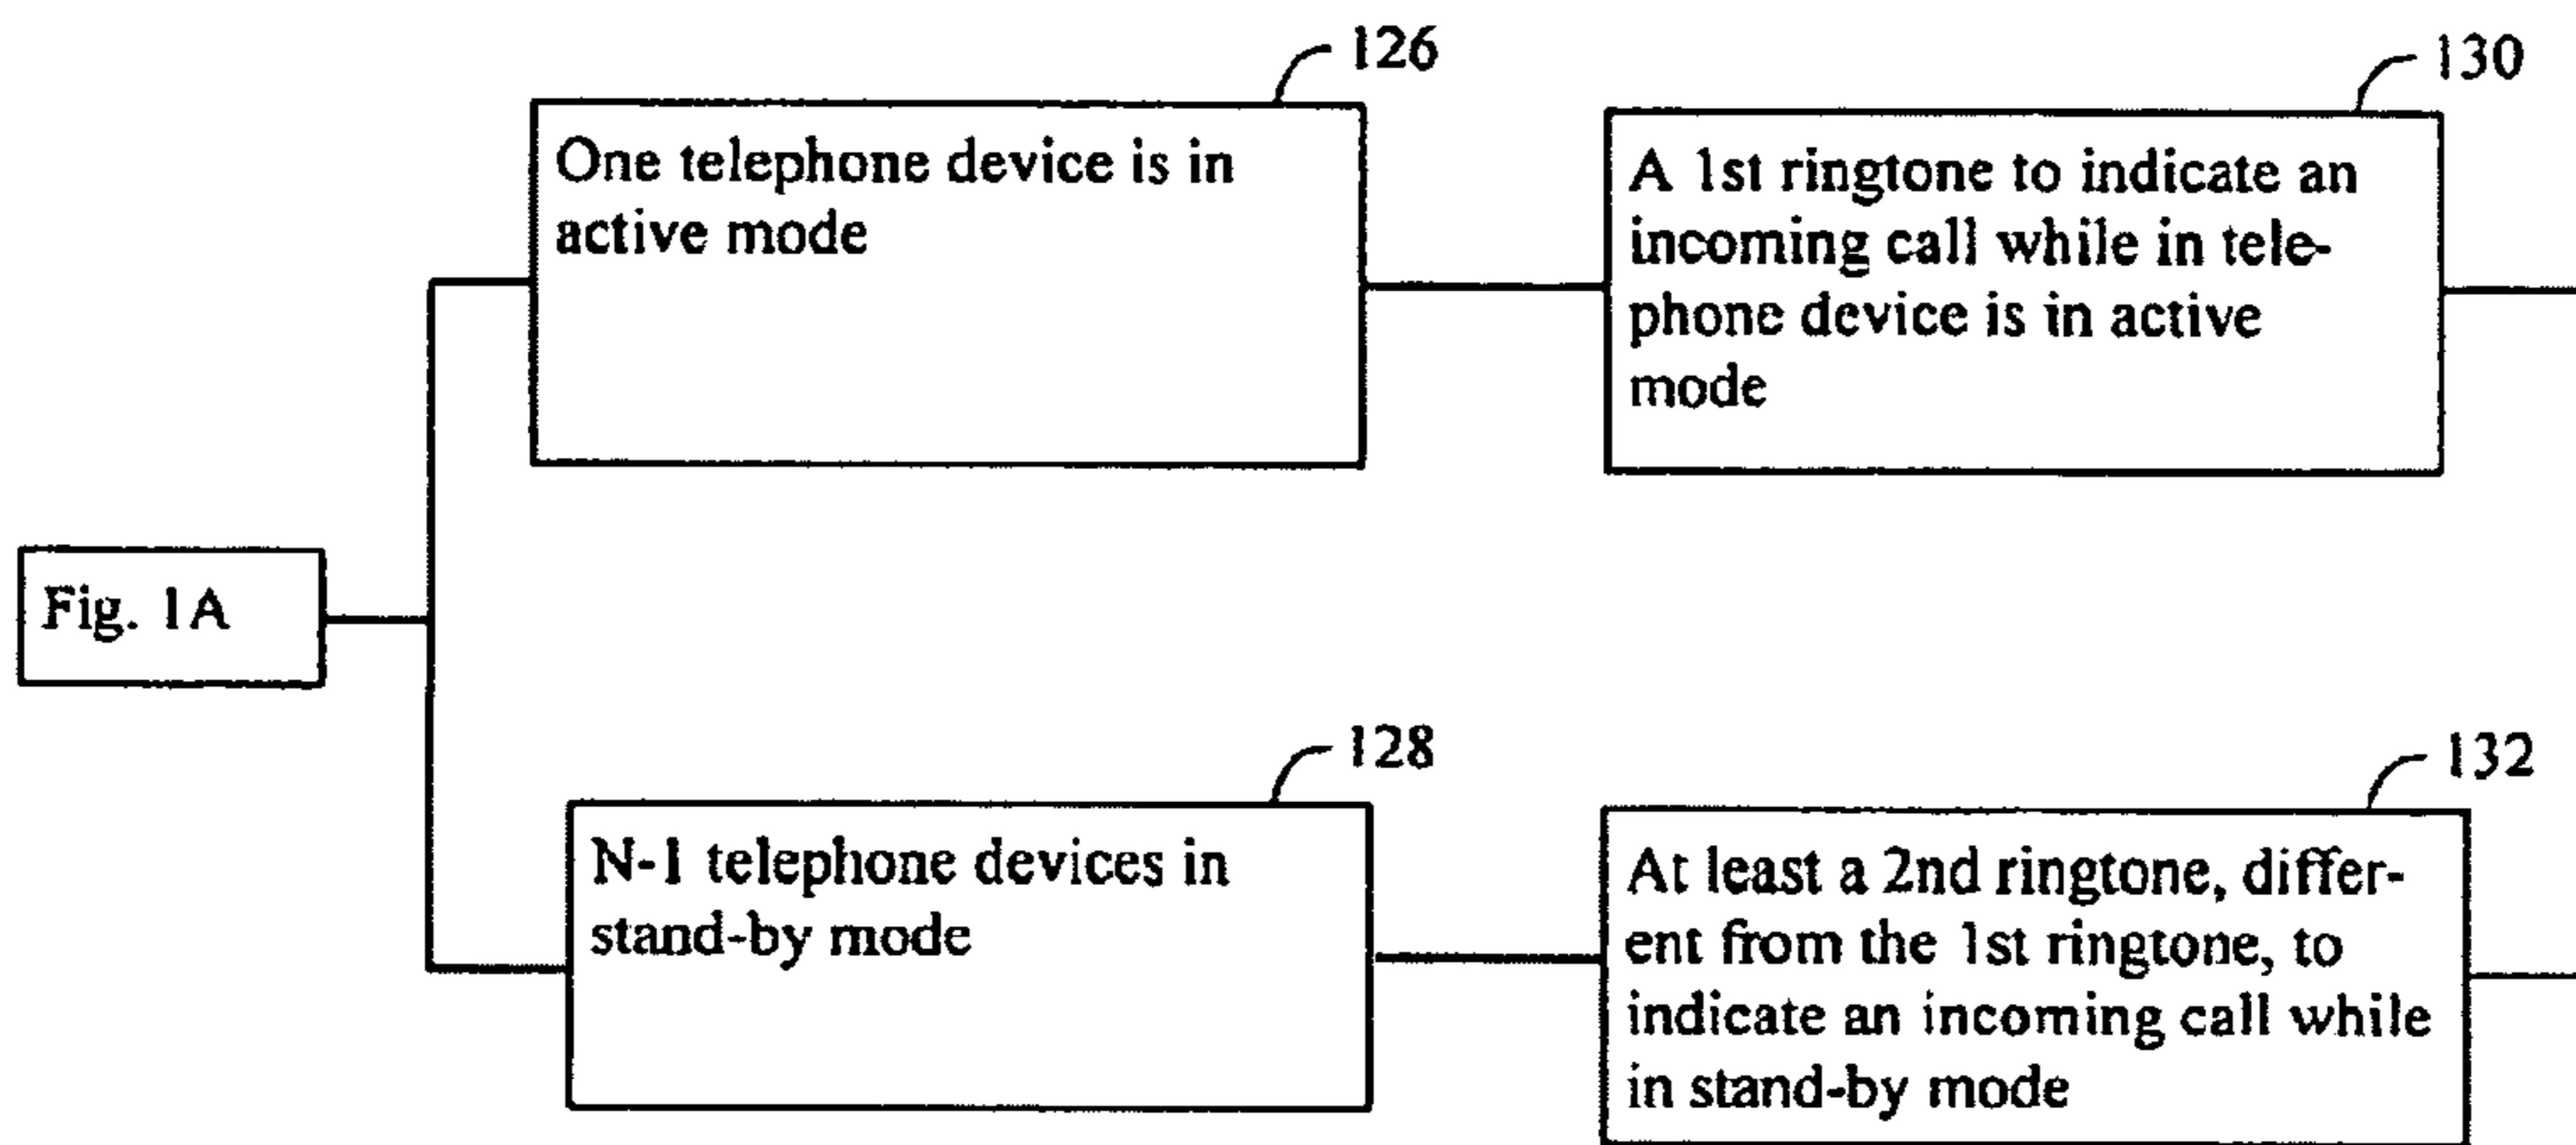 126
One telephone device is in
active mode
130
A 1st ringtone to indicate an
incoming call while in tele-
phone device is in active
mode
Fig. 1A
128
N-1 telephone devices in
stand-by mode
132
At least a 2nd ringtone, differ-
ent from the 1st ringtone, to
indicate an incoming call while
in stand-by mode